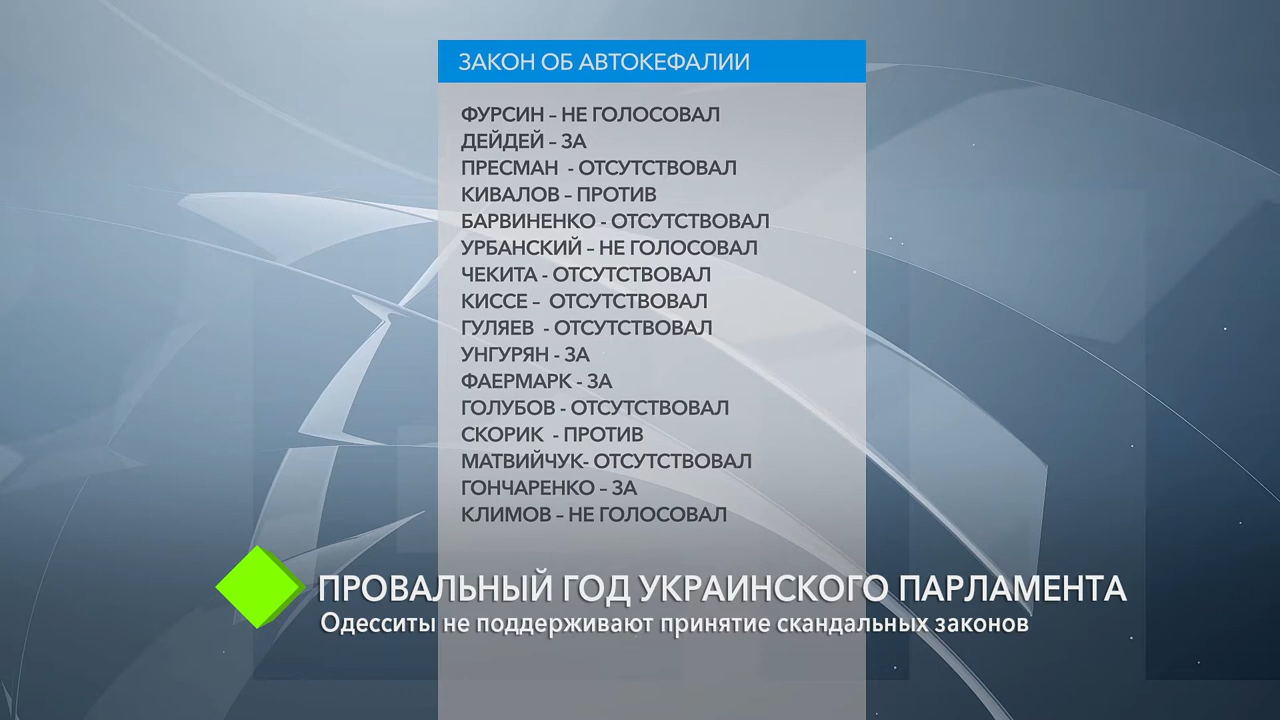 ЗАКОН ОБ АВТОКЕФАЛИИ
ФУРСИН – НЕ ГОЛОСОВАЛ
ДЕЙДЕЙ – ЗА
ПРЕСМАН - ОТСУТСТВОВАЛ
КИВАЛОВ – ПРОТИВ
БАРВИНЕНКО - ОТСУТСТВОВАЛ
УРБАНСКИЙ – НЕ ГОЛОСОВАЛ
ЧЕКИТА - ОТСУТСТВОВАЛ
КИССЕ – ОТСУТСТВОВАЛ
ГУЛЯЕВ - ОТСУТСТВОВАЛ
УНГУРЯН - ЗА
ФАЕРМАРК - ЗА
ГОЛУБОВ - ОТСУТСТВОВАЛ
СКОРИК - ПРОТИВ
МАТВИЙЧУК- ОТСУТСТВОВАЛ
ГОНЧАРЕНКО – ЗА
КЛИМОВ – НЕ ГОЛОСОВАЛ
ПРОВАЛЬНЫЙ ГОД УКРАИНСКОГО ПАРЛАМЕНТА
Одесситы не поддерживают принятие скандальных законов